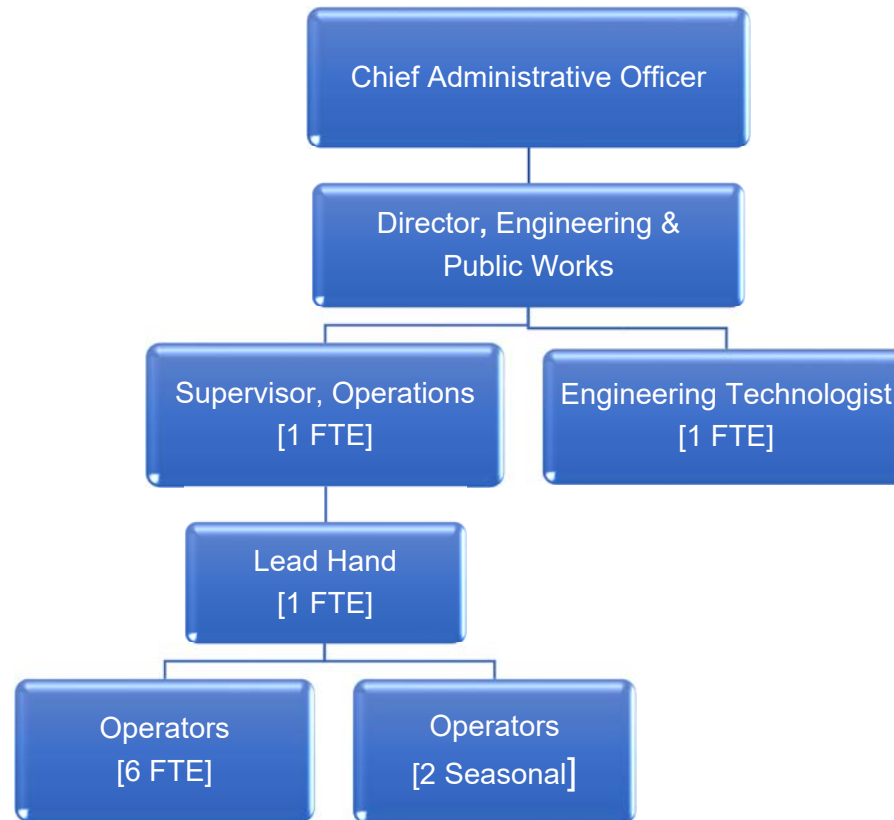 Chief Administrative Officer
Director, Engineering &
Public Works
Supervisor, Operations
[1 FTE]
Engineering Technologist
[1 FTE]
Lead Hand
[1 FTE]
Operators
[6 FTE]
Operators
[2 Seasonal]